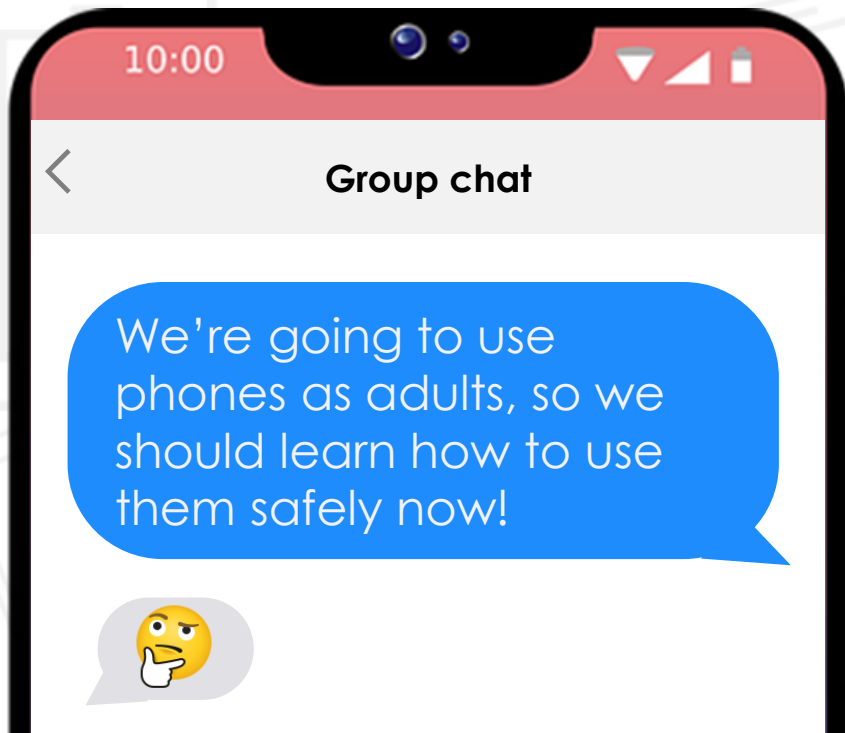 10:00
Group chat
We’re going to use
phones as adults, so we
should learn how to use
them safely now!